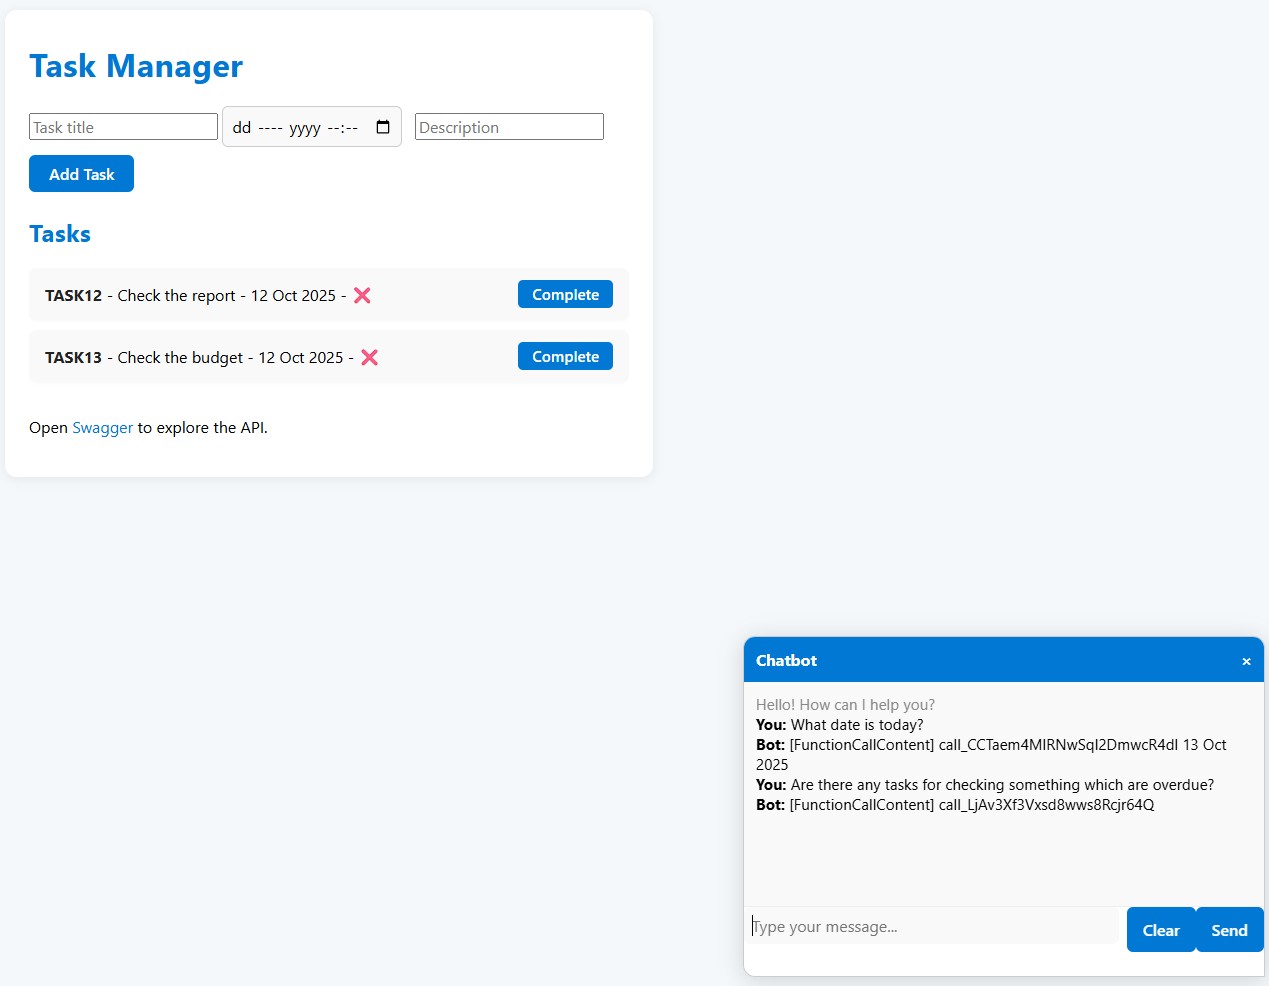 Task Manager
Task title dd ---- yyyy --:-- Description
Add Task
Tasks
TASK12 - Check the report - 12 Oct 2025 - ❌ Complete
TASK13 - Check the budget - 12 Oct 2025 - ❌ Complete
Open Swagger to explore the API.
Chatbot ×
Hello! How can I help you?
You: What date is today?
Bot: [FunctionCallContent] call_CCTaem4MIRNwSqI2DmwcR4dI 13 Oct
2025
You: Are there any tasks for checking something which are overdue?
Bot: [FunctionCallContent] call_LjAv3Xf3Vxsd8wws8Rcjr64Q
Type your message... Clear Send